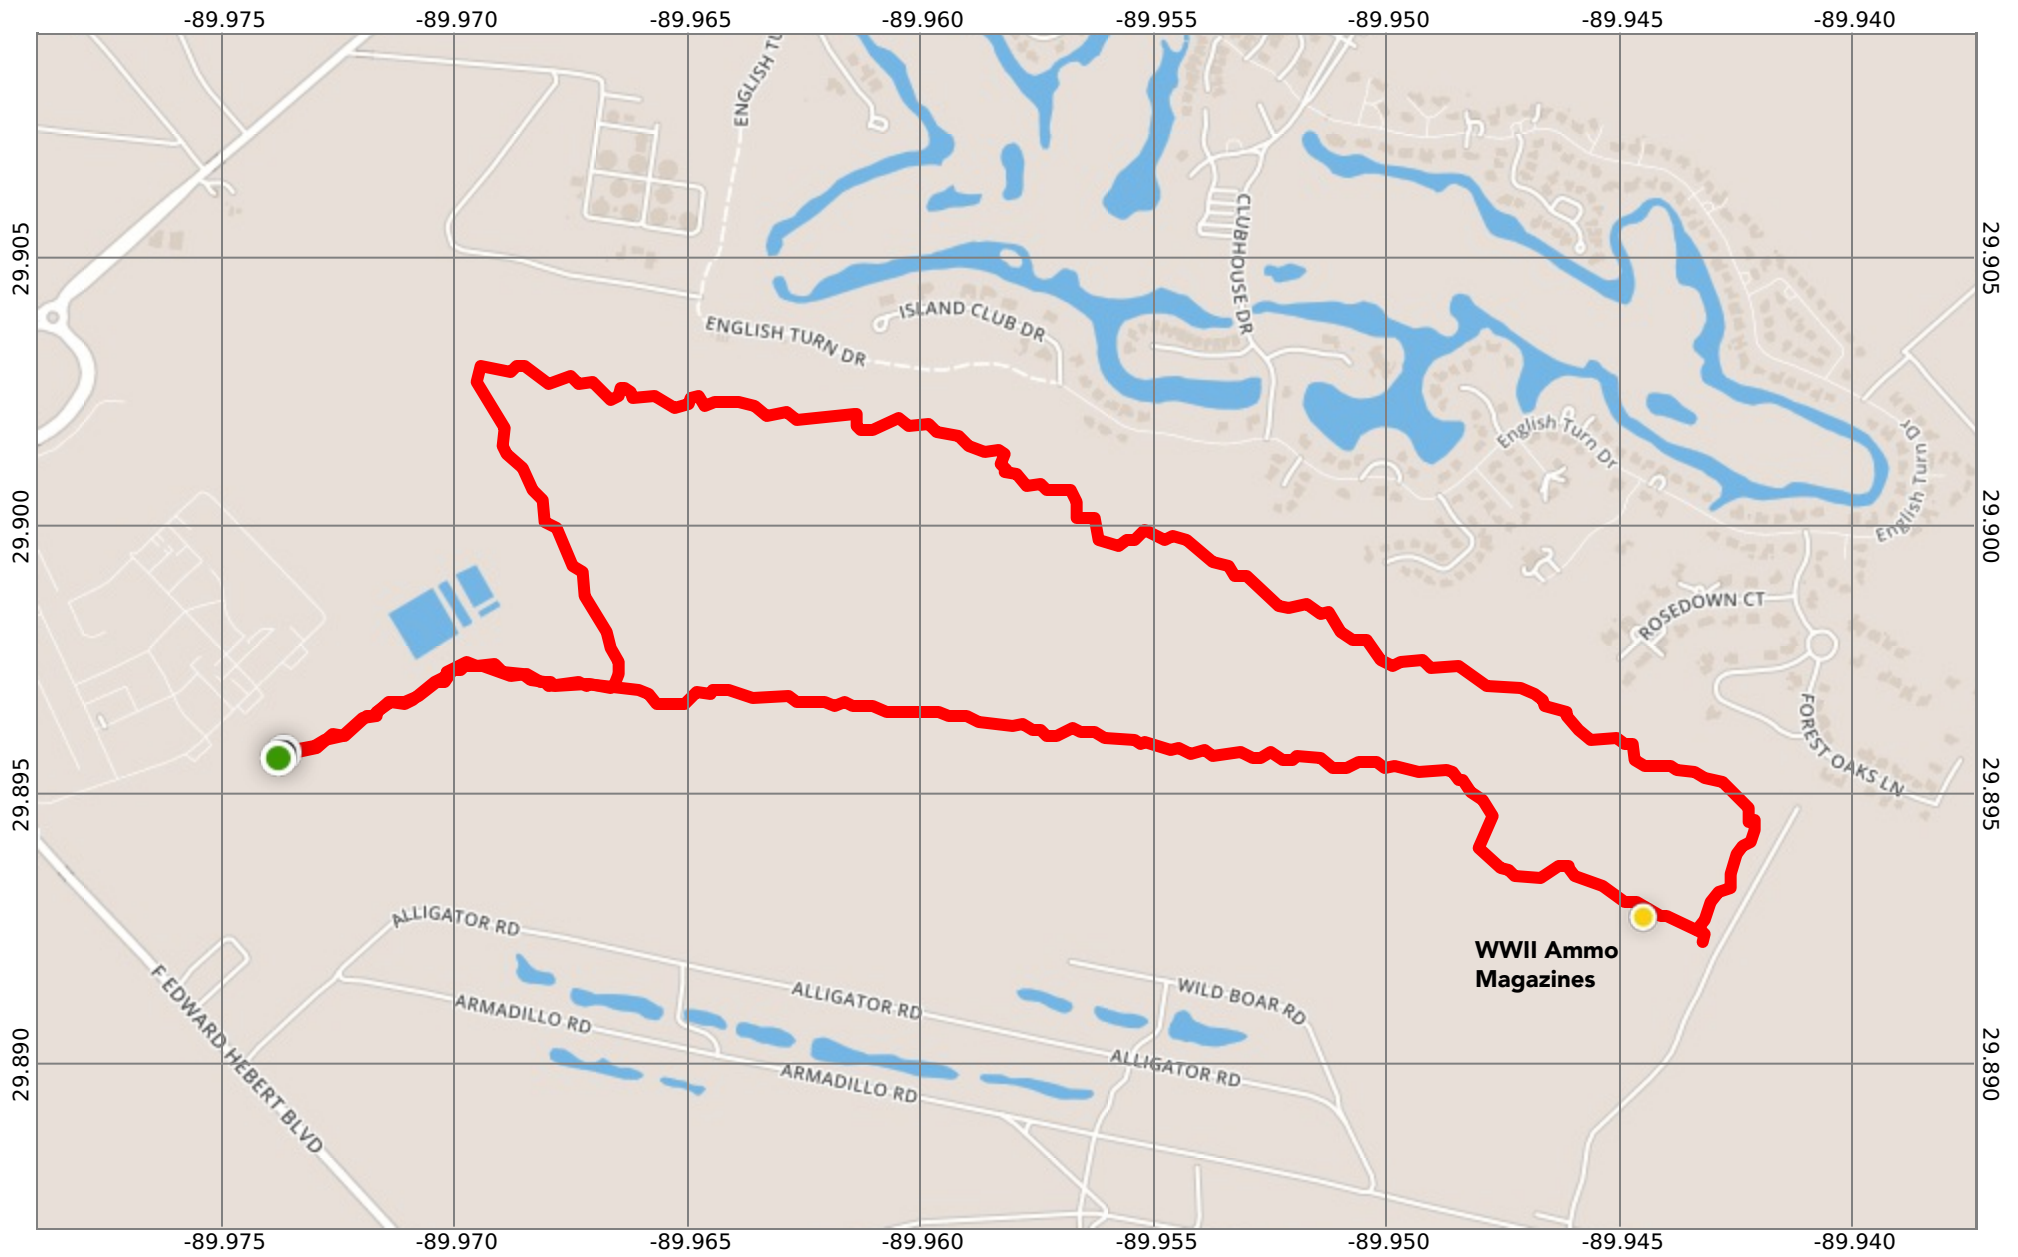 -89.975 -89.970 -89.965 -89.960 -89.955 -89.950 -89.945 -89.940
ENGLISH TU
CLUBHOUSE DR
29.905
29.905
ISLAND CLUB DR
ENGLISH TURN DR
English Turn Dr
English Turn Dr
English Turn
29.900
29.900
ROSEDOWN CT
FOREST OAKS LN
29.895
29.895
ALLIGATOR RD
WWII Ammo
Magazines
F EDWARD HEBERT BLVD
ARMADILLO RD
ALLIGATOR RD
WILD BOAR RD
29.890
29.890
ALLIGATOR RD
ARMADILLO RD
-89.975 -89.970 -89.965 -89.960 -89.955 -89.950 -89.945 -89.940